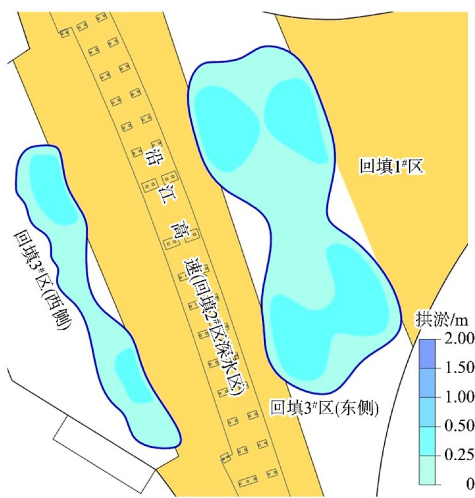 回填1#区
沿江高速(回填2#区深水区)
回填3#区(西侧)
回填3#区(东侧)
拱淤/m
2.00
1.50
1.00
0.50
0.25
0